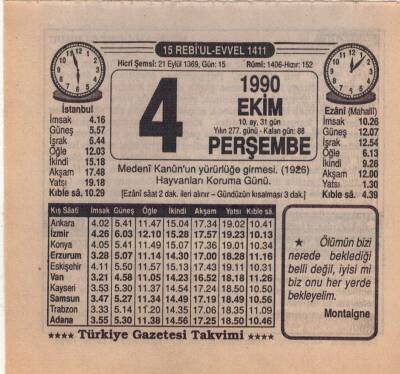 15 REBİ'UL-EVVEL 1411
Hicrî Şemsî: 21 Eylül 1369, Gün: 15 Rûmî: 1406-Hızır: 152
4
1990
EKİM
10. ay, 31 gün
Yılın 277. günü - Kalan gün: 88
PERŞEMBE
Medenî Kanûn'un yürürlüğe girmesi. (1926)
Hayvanları Koruma Günü.
[Ezânî sâat 2 dak. ileri alınır - Gündüzün kısalması 3 dak.]
İstanbul
İmsak 4.16
Güneş 5.57
İşrak 6.44
Öğle 12.03
İkindi 15.18
Akşam 17.48
Yatsı 19.18
Kıble sâ. 10.29
Ezânî (Mahallî)
İmsak 10.26
Güneş 12.07
İsrak 12.54
Öğle 6.13
İkindi 9.28
Akşam 12.00
Yatsı 1.30
Kıble sâ. 4.39
Kış Sâati İmsak Güneş Öğle İkindi Akşam Yatsı Kıble sâ.
Ankara 4.02 5.41 11.47 15.04 17.34 19.02 10.41
İzmir 4.26 6.03 12.10 15.28 17.57 19.23 10.13
Konya 4.05 5.41 11.49 15.07 17.36 19.01 10.34
Erzurum 3.28 5.07 11.14 14.30 17.00 18.28 11.16
Eskişehir 4.11 5.50 11.57 15.13 17.43 19.11 10.31
Van 3.21 4.58 11.05 14.23 16.52 18.18 11.26
Kayseri 3.53 5.30 11.37 14.54 17.24 18.50 10.50
Samsun 3.47 5.27 11.34 14.49 17.19 18.49 10.56
Trabzon 3.33 5.14 11.20 14.35 17.06 18.35 11.09
Adana 3.55 5.30 11.38 14.56 17.25 18.50 10.46
★ Ölümün bizi
nerede beklediği
belli değil, iyisi mi
biz onu her yerde
bekleyelim.
Montaigne
★★★★ Türkiye Gazetesi Takvimi ★★★★